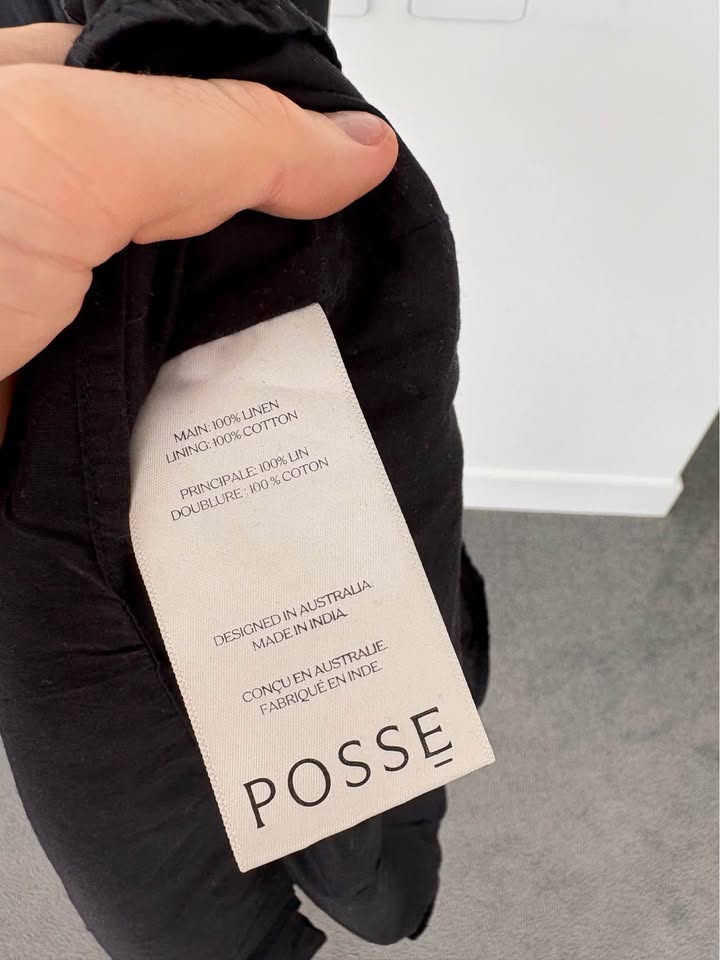 MAIN: 100% LINEN
LINING: 100% COTTON
PRINCIPALE: 100% LIN
DOUBLURE : 100 % COTON
DESIGNED IN AUSTRALIA.
MADE IN INDIA.
CONÇU EN AUSTRALIE.
FABRIQUÉ EN INDE.
POSSE